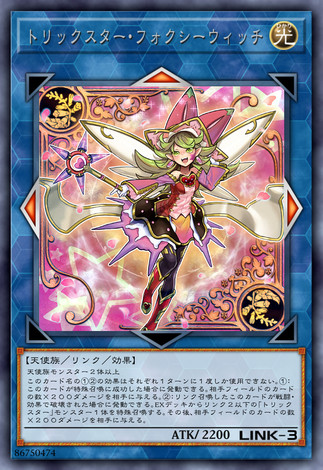 トリックスター・フォクシーウィッチ
光
【天使族/リンク/効果】
天使族モンスター2体以上
このカード名の①②の効果はそれぞれ1ターンに1度しか使用できない。①:
このカードが特殊召喚に成功した場合に発動できる。相手フィールドのカードの
数×200ダメージを相手に与える。②:リンク召喚したこのカードが戦闘・
効果で破壊された場合に発動できる。EXデッキからリンク2以下の「トリック
スター」モンスター1体を特殊召喚する。その後、相手フィールドのカードの数
×200ダメージを相手に与える。
ATK/2200 LINK-3
86750474